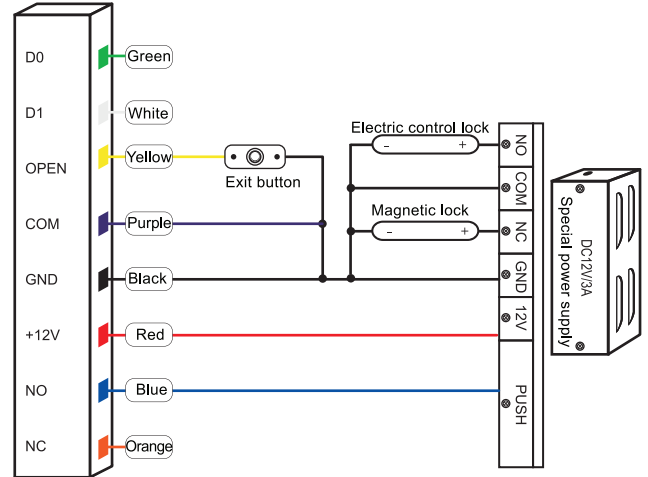 D0
Green
D1
White
OPEN
Yellow
Exit button
COM
Purple
GND
Black
+12V
Red
NO
Blue
NC
Orange
Electric control lock
- +
Magnetic lock
- +
NO
COM
NC
GND
12V
PUSH
DC12V/3A
Special power supply